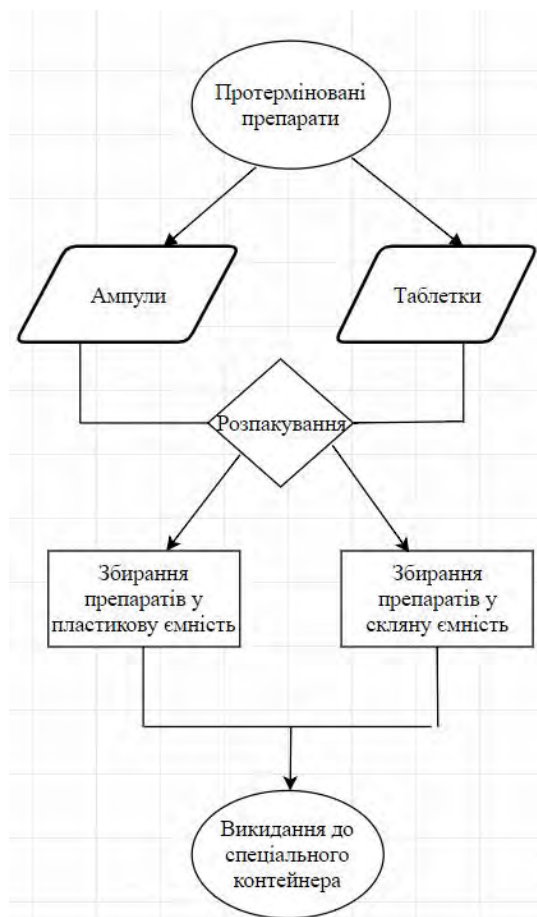 Протерміновані
препарати
Ампули
Таблетки
Розпакування
Збирання
препаратів у
пластикову ємність
Збирання
препаратів у
скляну ємність
Викидання до
спеціального
контейнера